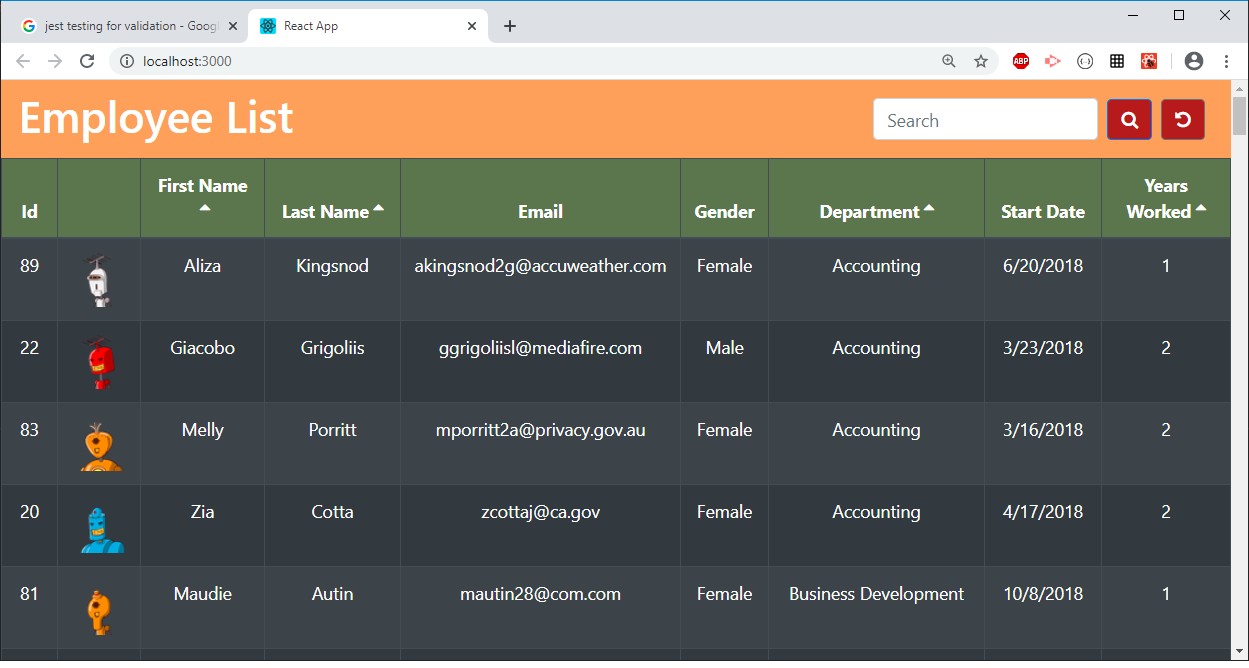 jest testing for validation - Goog
React App
localhost:3000
ABP
Employee List
Search
Id
First Name
Last Name
Email
Gender
Department
Start Date
Years
Worked
89 Aliza Kingsnod akingsnod2g@accuweather.com Female Accounting 6/20/2018 1
22 Giacobo Grigoliis ggrigoliisl@mediafire.com Male Accounting 3/23/2018 2
83 Melly Porritt mporritt2a@privacy.gov.au Female Accounting 3/16/2018 2
20 Zia Cotta zcottaj@ca.gov Female Accounting 4/17/2018 2
81 Maudie Autin mautin28@com.com Female Business Development 10/8/2018 1